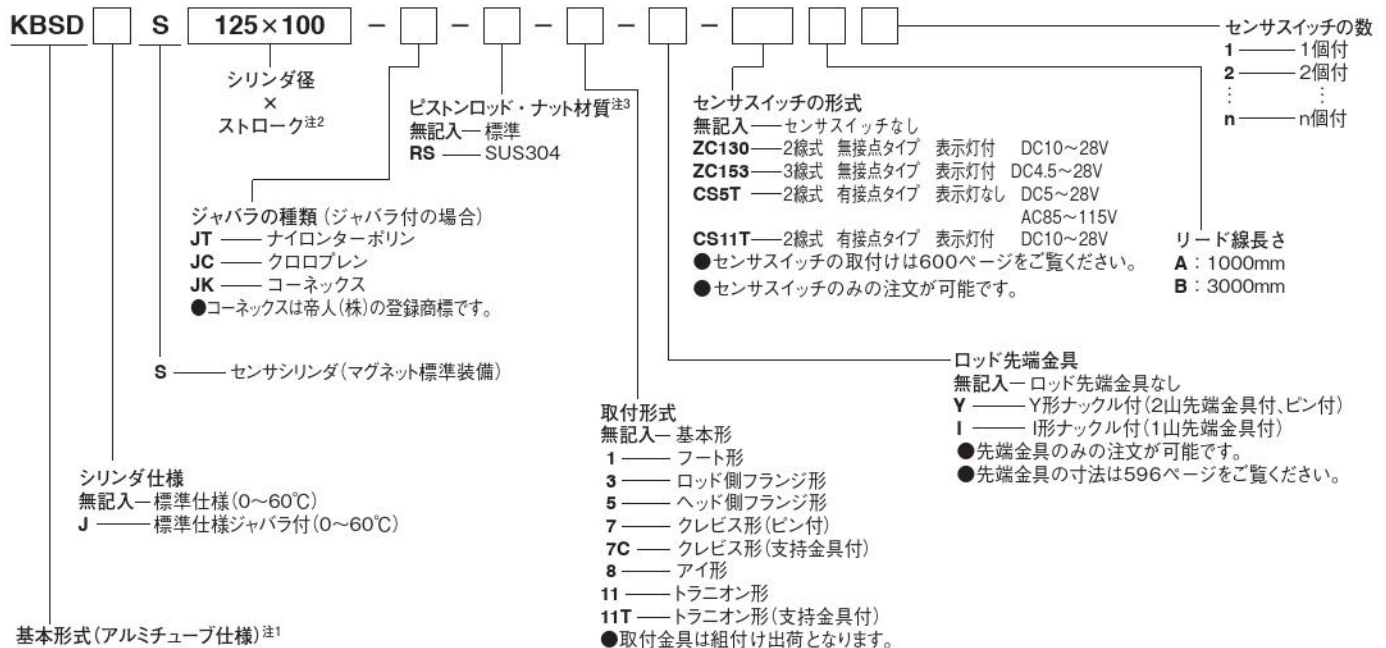 KBSD □ S 125×100 － □ － □ － □ － □ － □ □ □
センサスイッチの数
1 —— 1個付
2 —— 2個付
⋮ ⋮
n —— n個付
シリンダ径
×
ストローク注2
ピストンロッド・ナット材質注3
無記入—標準
RS —— SUS304
センサスイッチの形式
無記入——センサスイッチなし
ZC130——2線式 無接点タイプ 表示灯付 DC10～28V
ZC153——3線式 無接点タイプ 表示灯付 DC4.5～28V
CS5T ——2線式 有接点タイプ 表示灯なし DC5～28V
AC85～115V
CS11T——2線式 有接点タイプ 表示灯付 DC10～28V
●センサスイッチの取付けは600ページをご覧ください。
●センサスイッチのみの注文が可能です。
リード線長さ
A：1000mm
B：3000mm
ジャバラの種類（ジャバラ付の場合）
JT —— ナイロンターポリン
JC —— クロロプレン
JK —— コーネックス
●コーネックスは帝人(株)の登録商標です。
S —— センサシリンダ（マグネット標準装備）
ロッド先端金具
無記入—ロッド先端金具なし
Y —— Y形ナックル付（2山先端金具付、ピン付）
I —— I形ナックル付（1山先端金具付）
●先端金具のみの注文が可能です。
●先端金具の寸法は596ページをご覧ください。
取付形式
無記入—基本形
1 —— フート形
3 —— ロッド側フランジ形
5 —— ヘッド側フランジ形
7 —— クレビス形（ピン付）
7C —— クレビス形（支持金具付）
8 —— アイ形
11 —— トラニオン形
11T —— トラニオン形（支持金具付）
●取付金具は組付け出荷となります。
シリンダ仕様
無記入—標準仕様（0～60℃）
J —— 標準仕様ジャバラ付（0～60℃）
基本形式（アルミチューブ仕様）注1